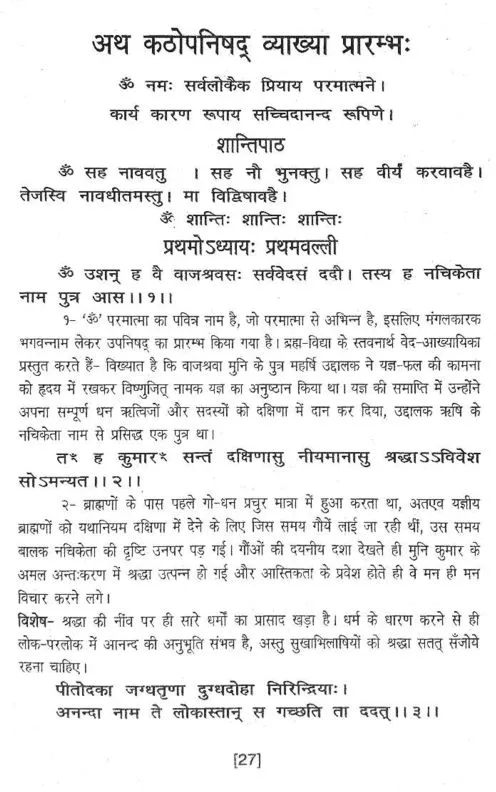 अथ कठोपनिषद् व्याख्या प्रारम्भः
ॐ नमः सर्वलोकैक प्रियाय परमात्मने।
कार्य कारण रूपाय सच्चिदानन्द रूपिणे।
शान्तिपाठ
ॐ सह नाववतु । सह नौ भुनक्तु। सह वीर्यं करवावहै।
तेजस्वि नावधीतमस्तु। मा विद्विषावहै।
ॐ शान्तिः शान्तिः शान्तिः
प्रथमोऽध्यायः प्रथमवल्ली
ॐ उशन् ह वै वाजश्रवसः सर्ववेदसं ददी। तस्य ह नचिकेता
नाम पुत्र आस।।१।।
१- ‘ॐ’ परमात्मा का पवित्र नाम है, जो परमात्मा से अभिन्न है, इसलिए मंगलकारक
भगवन्नाम लेकर उपनिषद् का प्रारम्भ किया गया है। ब्रह्म-विद्या के स्तवनार्थ वेद-आख्यायिका
प्रस्तुत करते हैं- विख्यात है कि वाजश्रवा मुनि के पुत्र महर्षि उद्दालक ने यज्ञ-फल की कामना
को हृदय में रखकर विष्णुजित् नामक यज्ञ का अनुष्ठान किया था। यज्ञ की समाप्ति में उन्होंने
अपना सम्पूर्ण धन ऋत्विजों और सदस्यों को दक्षिणा में दान कर दिया, उद्दालक ऋषि के
नचिकेता नाम से प्रसिद्ध एक पुत्र था।
तँ ह कुमारँ सन्तं दक्षिणासु नीयमानासु श्रद्धाऽऽविवेश
सोऽमन्यत।।२।।
२- ब्राह्मणों के पास पहले गो-धन प्रचुर मात्रा में हुआ करता था, अतएव यज्ञीय
ब्राह्मणों को यथानियम दक्षिणा में देने के लिए जिस समय गौयें लाई जा रही थीं, उस समय
बालक नचिकेता की दृष्टि उनपर पड़ गई। गौंओं की दयनीय दशा देखते ही मुनि कुमार के
अमल अन्तःकरण में श्रद्धा उत्पन्न हो गई और आस्तिकता के प्रवेश होते ही वे मन ही मन
विचार करने लगे।
विशेष- श्रद्धा की नींव पर ही सारे धर्मों का प्रासाद खड़ा है। धर्म के धारण करने से ही
लोक-परलोक में आनन्द की अनुभूति संभव है, अस्तु सुखाभिलाषियों को श्रद्धा सतत् सँजोये
रहना चाहिए।
पीतोदका जग्धतृणा दुग्धदोहा निरिन्द्रियाः।
अनन्दा नाम ते लोकास्तान् स गच्छति ता ददत्।।३।।
[27]